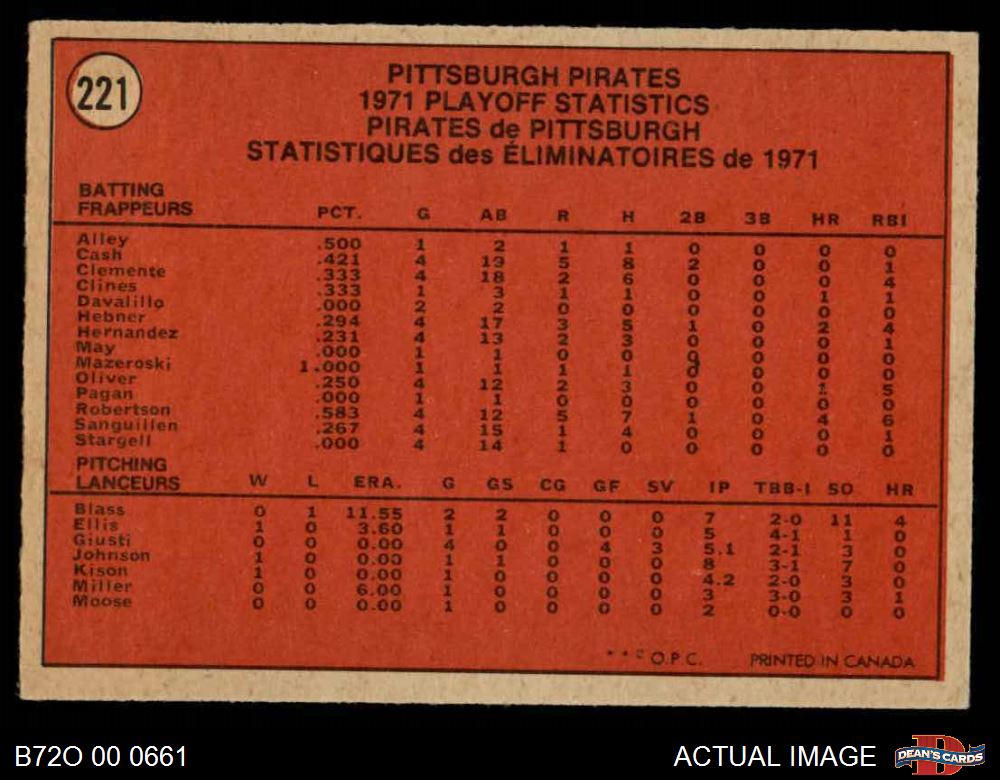 221
PITTSBURGH PIRATES
1971 PLAYOFF STATISTICS
PIRATES de PITTSBURGH
STATISTIQUES des ÉLIMINATOIRES de 1971
BATTING
FRAPPEURS PCT. G AB R H 2B 3B HR RBI
Alley .500 1 2 1 1 0 0 0 0
Cash .421 4 19 5 8 2 0 0 1
Clemente .333 4 18 2 6 0 0 0 4
Clines .333 1 3 1 1 0 0 1 1
Davalillo .000 2 2 0 0 0 0 0 0
Hebner .294 4 17 3 5 1 0 2 4
Hernandez .231 4 13 2 3 0 0 0 1
May .000 1 1 0 0 0 0 0 0
Mazeroski 1.000 1 1 1 1 0 0 0 0
Oliver .250 4 12 2 3 0 0 1 5
Pagan .000 1 1 0 0 0 0 0 0
Robertson .583 4 12 5 7 1 0 4 6
Sanguillen .267 4 15 1 4 0 0 0 1
Stargell .000 4 14 1 0 0 0 0 0
PITCHING
LANCEURS W L ERA. G GS CG GF SV IP TBB-I SO HR
Blass 0 1 11.55 2 2 0 0 0 7 2-0 11 4
Ellis 1 0 3.60 1 1 0 0 0 5 4-1 1 0
Giusti 0 0 0.00 4 0 0 4 3 5.1 2-1 3 0
Johnson 1 0 0.00 1 1 0 0 0 8 3-1 7 0
Kison 1 0 0.00 1 0 0 0 0 4.2 2-0 3 0
Miller 0 0 6.00 1 0 0 0 0 3 3-0 3 1
Moose 0 0 0.00 1 0 0 0 0 2 0-0 0 0
O.P.C. PRINTED IN CANADA
B72O 00 0661
ACTUAL IMAGE
DEAN'S CARDS